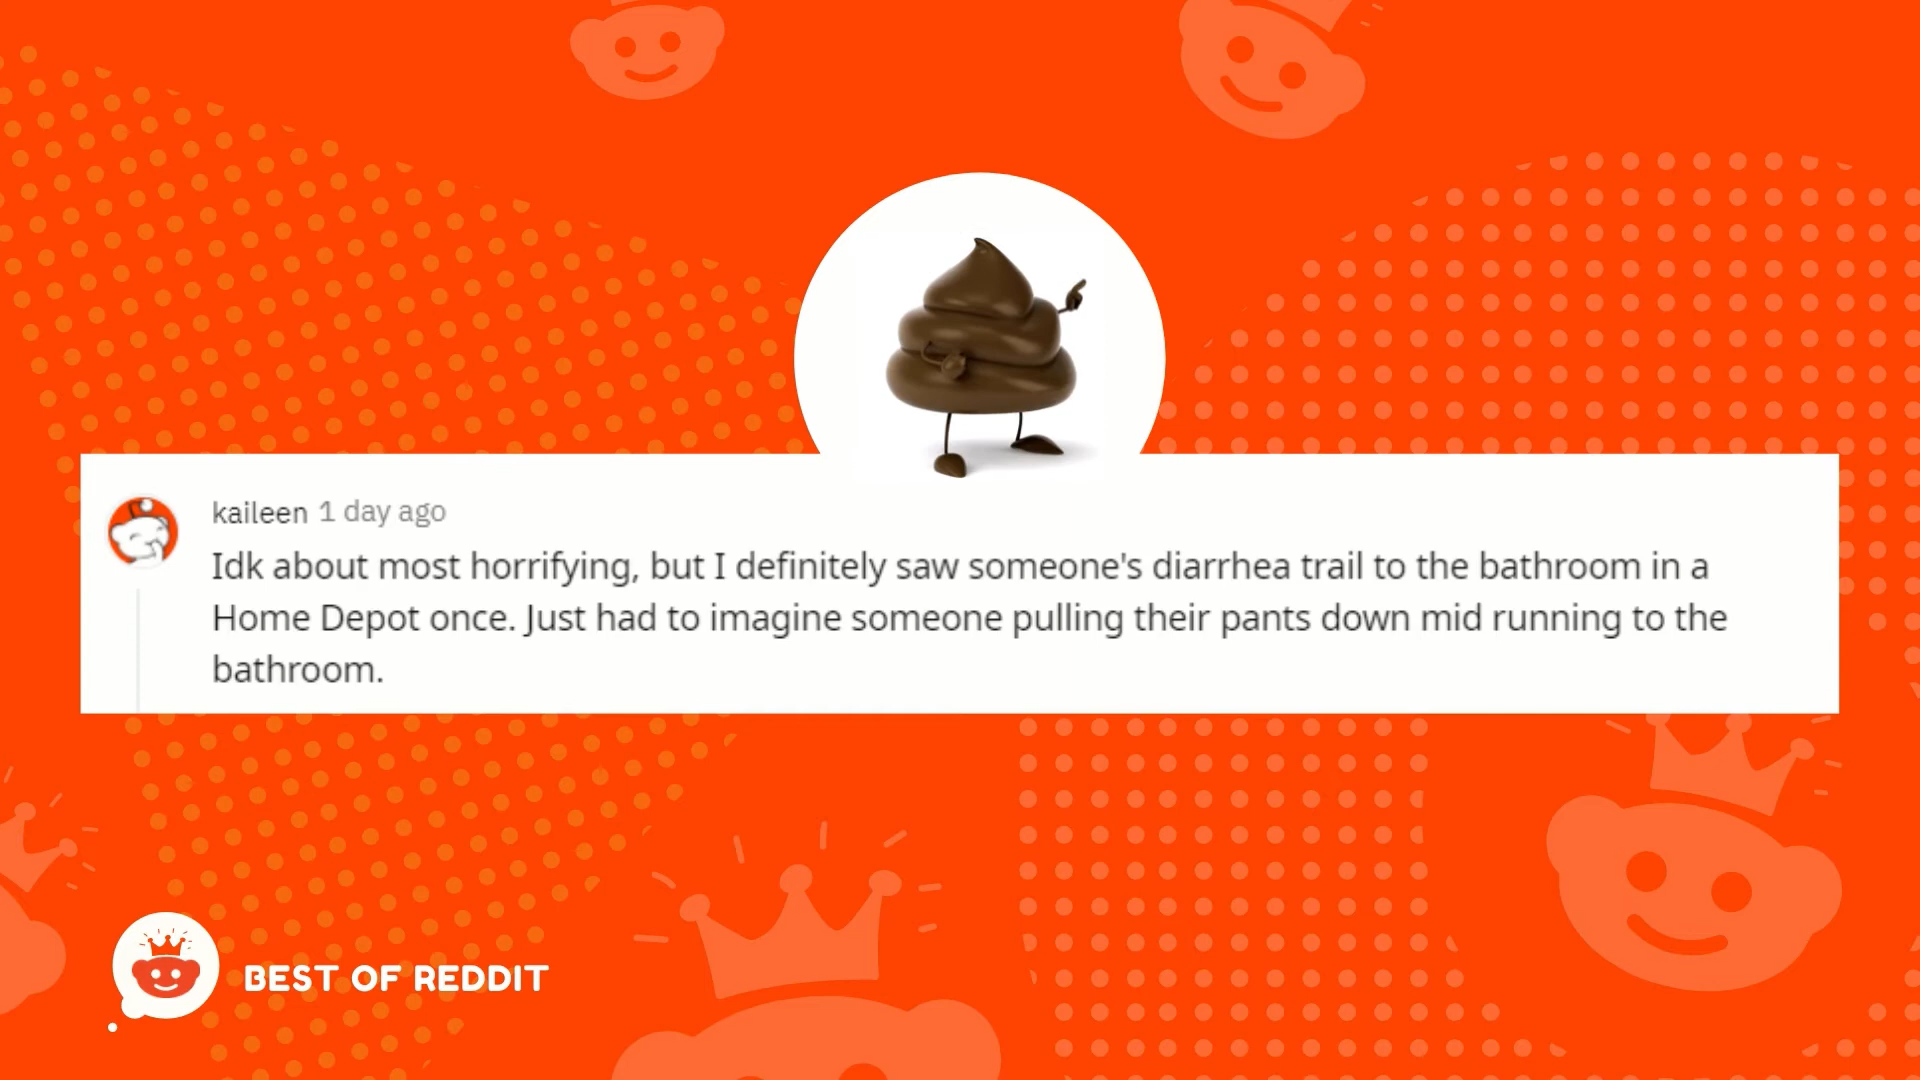 kaileen 1 day ago
Idk about most horrifying, but I definitely saw someone's diarrhea trail to the bathroom in a
Home Depot once. Just had to imagine someone pulling their pants down mid running to the
bathroom.
BEST OF REDDIT